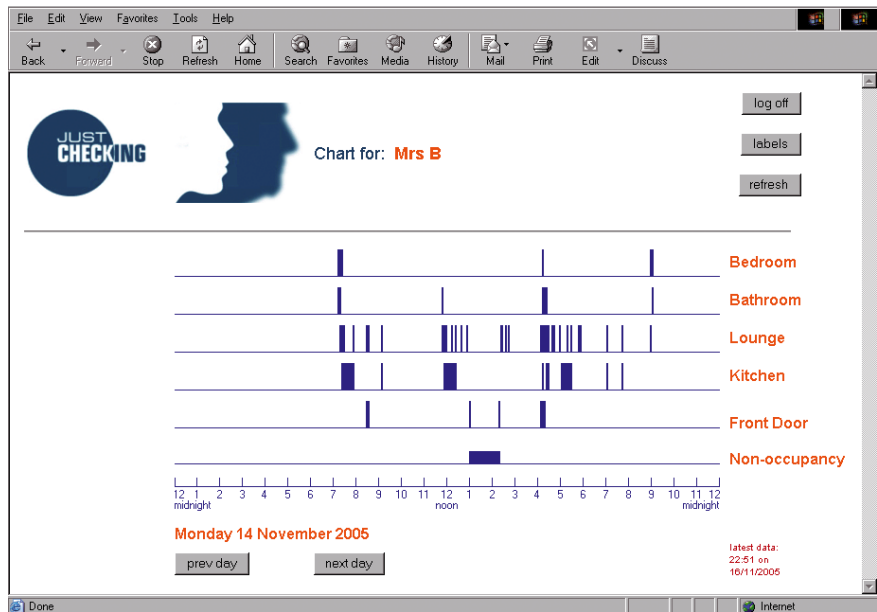 File Edit View Favorites Tools Help
Back Forward Stop Refresh Home Search Favorites Media History Mail Print Edit Discuss
log off
JUST
CHECKING
Chart for: Mrs B
labels
refresh
Bedroom
Bathroom
Lounge
Kitchen
Front Door
Non-occupancy
12 1 2 3 4 5 6 7 8 9 10 11 12 1 2 3 4 5 6 7 8 9 10 11 12
midnight noon midnight
Monday 14 November 2005
prev day next day
latest data:
22:51 on
16/11/2005
Done Internet